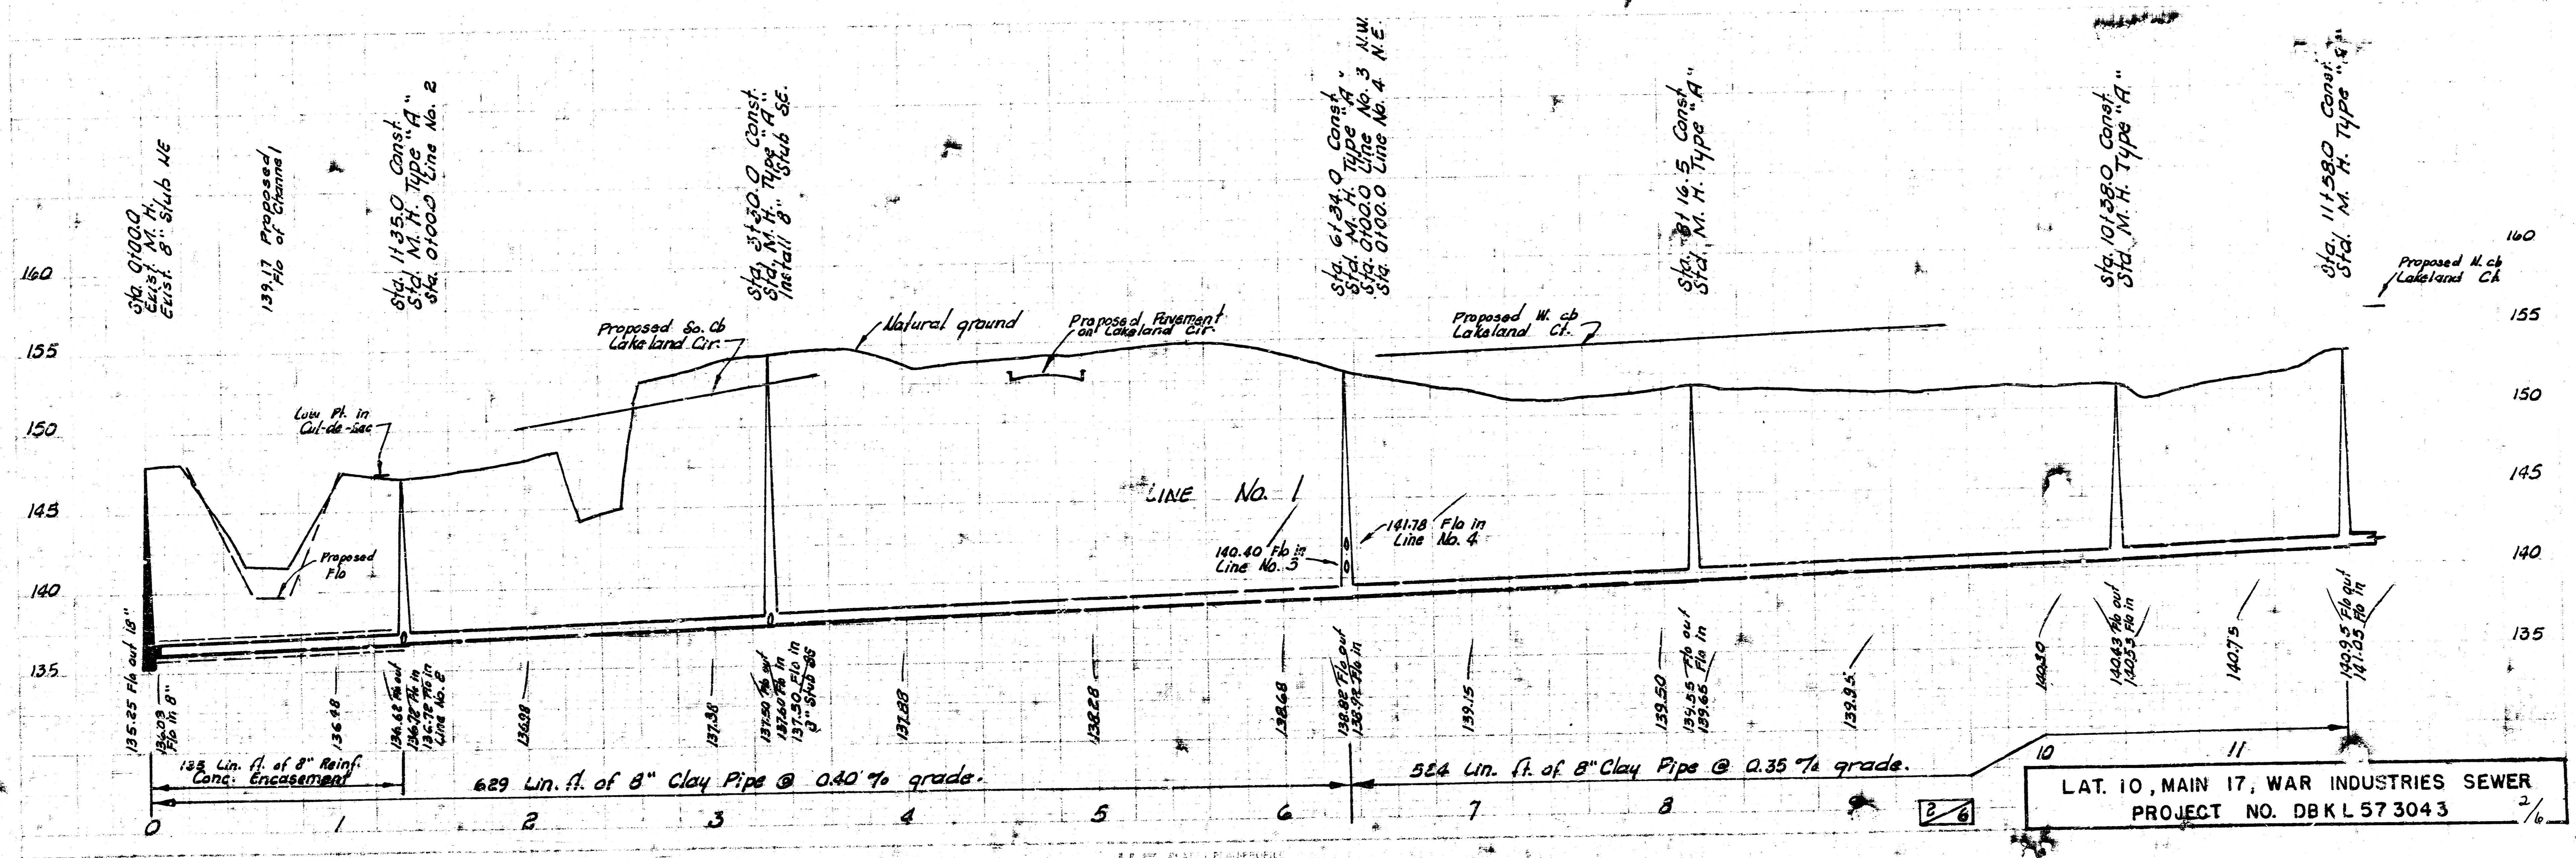 Sta. 0+00.0
Exist. M. H.
Exist. 8" Stub NE
139.17 Proposed
Flo of Channel
Sta. 1+35.0 Const.
Std. M. H. Type "A"
Sta. 0+00.0 Line No. 2
Sta. 3+30.0 Const.
Std. M. H. Type "A"
Install 8" Stub SE.
Sta. 6+34.0 Const.
Std. M. H. Type "A"
Sta. 0+00.0 Line No. 3 N.W.
Sta. 0+00.0 Line No. 4 N.E.
Sta. 8+16.5 Const
Std. M. H. Type "A"
Sta. 10+38.0 Const
Std. M. H. Type "A"
Sta. 11+58.0 Const.
Std. M. H. Type
160
155
150
145
140
135
160
155
150
145
140
135
Proposed So. cb
Lakeland Cir.
Natural ground
Proposed Pavement
on Lakeland Cir.
Proposed W. cb
Lakeland Ct.
Proposed N. cb
Lakeland Ct.
Low Pt. in
Cul-de-Sac
Proposed
Flo
LINE No. 1
140.40 Flo in
Line No. 3
141.78 Flo in
Line No. 4
135.25 Flo out 18"
136.03
Flo in 8"
136.48
136.62 Flo out
136.72 Flo in
136.72 Flo in
Line No. 2
136.98
137.38
137.50 Flo out
137.60 Flo in
137.50 Flo in
Stub
137.88
138.28
138.68
138.82 Flo out
138.92 Flo in
139.15
139.50
139.55 Flo out
139.65 Flo in
139.95
140.30
140.43 Flo out
140.53 Flo in
140.75
140.95 Flo out
141.05 Flo in
135 Lin. ft. of 8" Reinf.
Conc. Encasement
629 Lin. ft. of 8" Clay Pipe @ 0.40 % grade.
524 Lin. ft. of 8" Clay Pipe @ 0.35 % grade.
0 1 2 3 4 5 6 7 8 9 10 11
2/6
LAT. 10, MAIN 17, WAR INDUSTRIES SEWER
PROJECT NO. DBKL573043
2/6